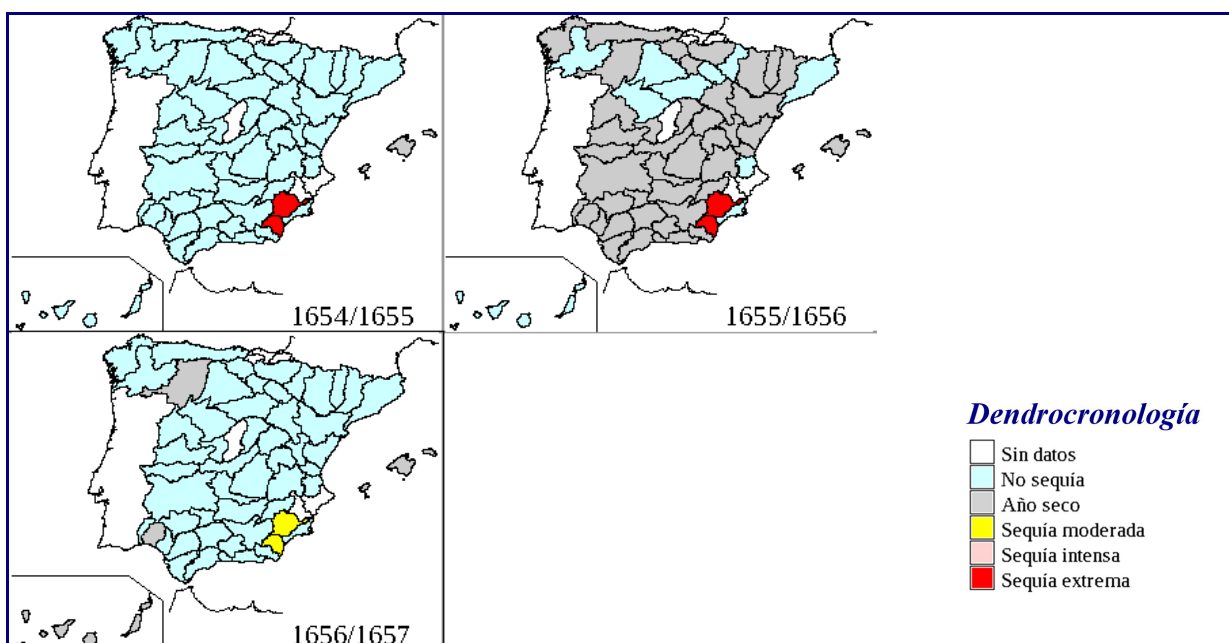 1654/1655
1655/1656
1656/1657
Dendrocronología
Sin datos
No sequía
Año seco
Sequía moderada
Sequía intensa
Sequía extrema